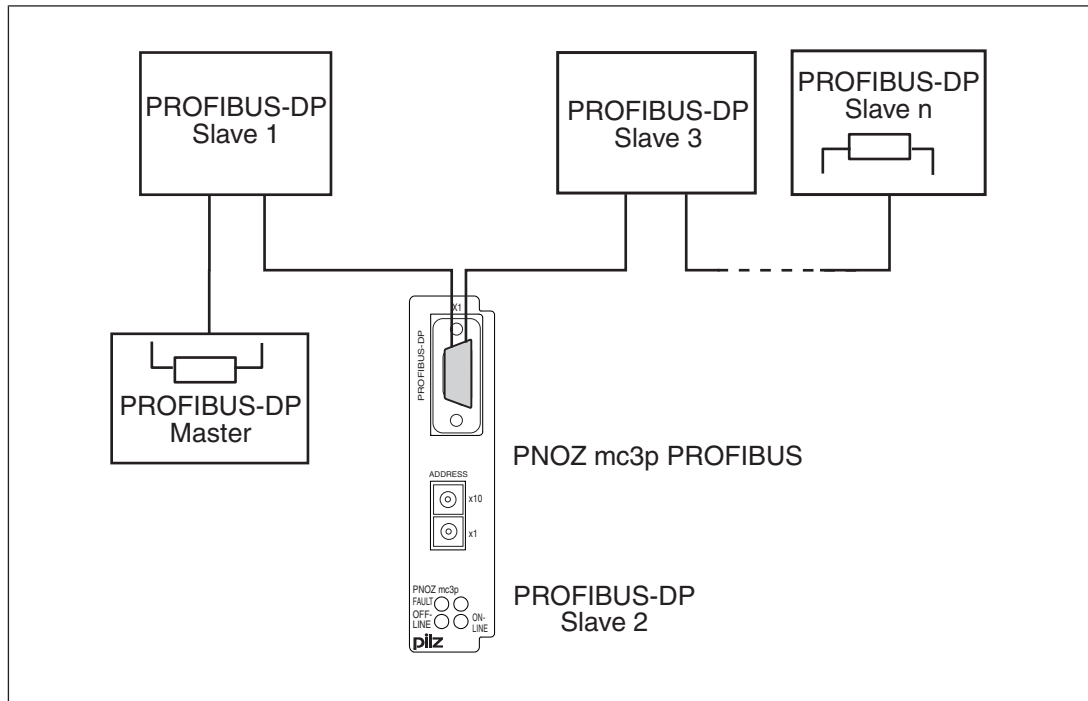 PROFIBUS-DP
Slave 1
PROFIBUS-DP
Slave 3
PROFIBUS-DP
Slave n
PROFIBUS-DP
Master
X1
PROFIBUS-DP
PNOZ mc3p PROFIBUS
ADDRESS
x10
x1
PNOZ mc3p
FAULT
OFF-
LINE
ON-
LINE
pilz
PROFIBUS-DP
Slave 2